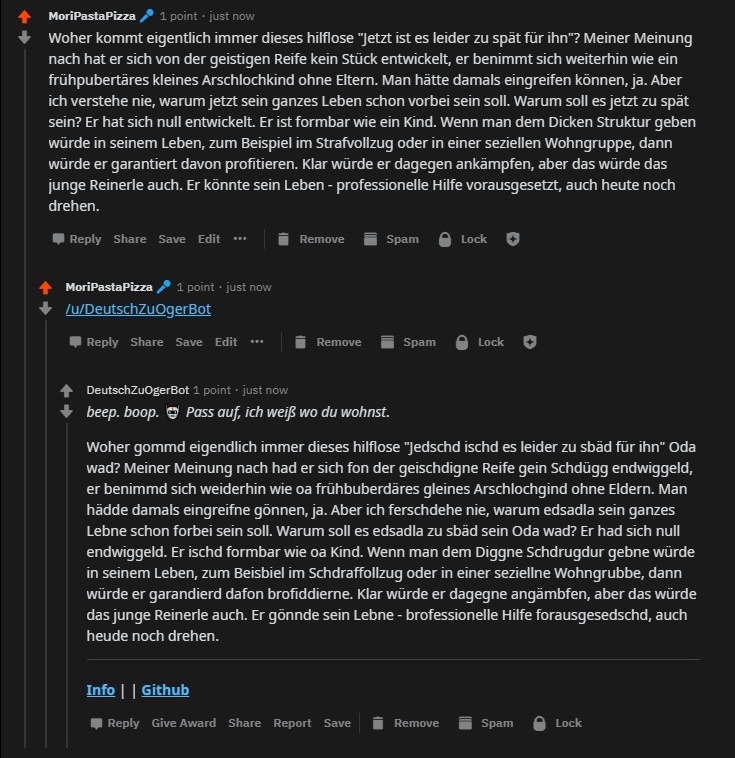 MoriPastaPizza 1 point · just now
Woher kommt eigentlich immer dieses hilflose "Jetzt ist es leider zu spät für ihn"? Meiner Meinung
nach hat er sich von der geistigen Reife kein Stück entwickelt, er benimmt sich weiterhin wie ein
frühpubertäres kleines Arschlochkind ohne Eltern. Man hätte damals eingreifen können, ja. Aber
ich verstehe nie, warum jetzt sein ganzes Leben schon vorbei sein soll. Warum soll es jetzt zu spät
sein? Er hat sich null entwickelt. Er ist formbar wie ein Kind. Wenn man dem Dicken Struktur geben
würde in seinem Leben, zum Beispiel im Strafvollzug oder in einer seziellen Wohngruppe, dann
würde er garantiert davon profitieren. Klar würde er dagegen ankämpfen, aber das würde das
junge Reinerle auch. Er könnte sein Leben - professionelle Hilfe vorausgesetzt, auch heute noch
drehen.
Reply Share Save Edit ••• Remove Spam Lock
MoriPastaPizza 1 point · just now
/u/DeutschZuOgerBot
Reply Share Save Edit ••• Remove Spam Lock
DeutschZuOgerBot 1 point · just now
beep. boop. Pass auf, ich weiß wo du wohnst.
Woher gommd eigendlich immer dieses hilflose "Jedschd ischd es leider zu sbäd für ihn" Oda
wad? Meiner Meinung nach had er sich fon der geischdigne Reife gein Schdügg endwiggeld,
er benimmd sich weiderhin wie oa frühbuberdäres gleines Arschlochgind ohne Eldern. Man
hädde damals eingreifne gönnen, ja. Aber ich ferschdehe nie, warum edsadla sein ganzes
Lebne schon forbei sein soll. Warum soll es edsadla zu sbäd sein Oda wad? Er had sich null
endwiggeld. Er ischd formbar wie oa Kind. Wenn man dem Diggne Schdrugdur gebne würde
in seinem Leben, zum Beisbiel im Schdraffollzug oder in einer seziellne Wohngrubbe, dann
würde er garandierd dafon brofiddierne. Klar würde er dagegne angämbfen, aber das würde
das junge Reinerle auch. Er gönnde sein Lebne - brofessionelle Hilfe forausgesedschd, auch
heude noch drehen.
Info | | Github
Reply Give Award Share Report Save Remove Spam Lock